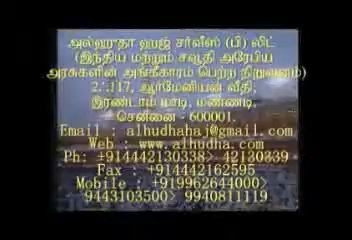 அல்ஹுதா ஹஜ் சர்வீஸ் (பி) லிட்
(இந்திய மற்றும் சவூதி அரேபிய
அரசுகளின் அங்கீகாரம் பெற்ற நிறுவனம்)
2/117, ஆர்மேனியன் வீதி,
இரண்டாம் மாடி, மண்ணடி,
சென்னை - 600001.
Email : alhudhahaj@gmail.com
Web : www.alhudha.com
Ph: +914442130338> 42130339
Fax : +914442162595
Mobile : +919962644000>
9443103500> 9940811119